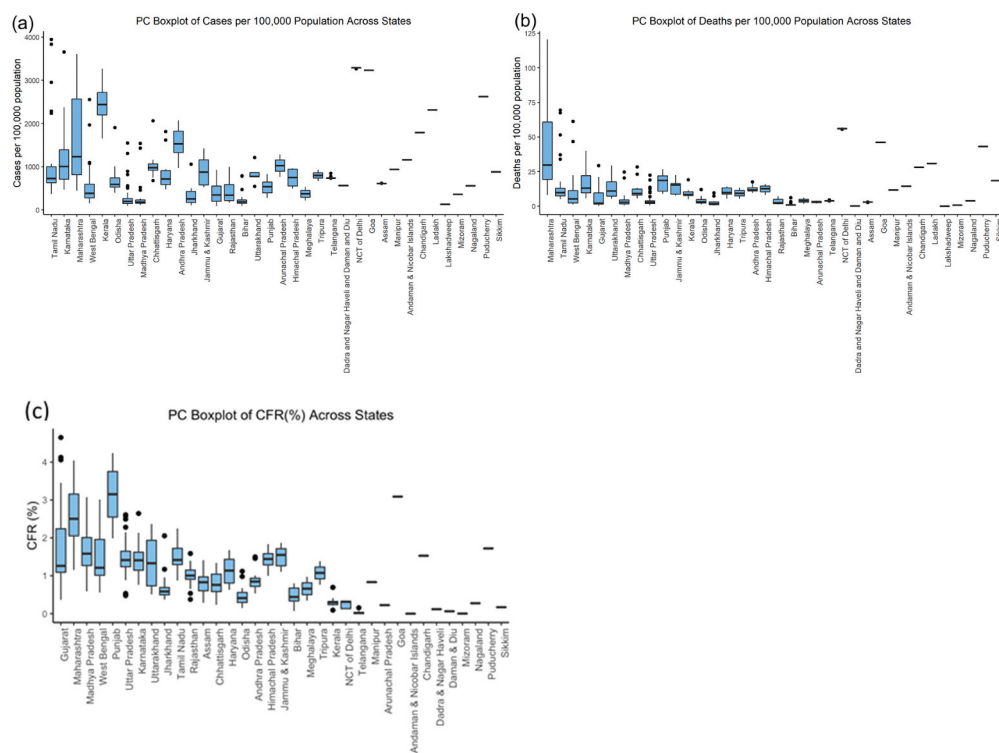 (a)
PC Boxplot of Cases per 100,000 Population Across States
Cases per 100,000 population
4000
3000
2000
1000
0
Tamil Nadu
Karnataka
Maharashtra
West Bengal
Kerala
Odisha
Uttar Pradesh
Madhya Pradesh
Chhattisgarh
Haryana
Andhra Pradesh
Jharkhand
Jammu & Kashmir
Gujarat
Rajasthan
Bihar
Uttarakhand
Punjab
Arunachal Pradesh
Himachal Pradesh
Meghalaya
Tripura
Telangana
Dadra and Nagar Haveli and Daman and Diu
NCT of Delhi
Goa
Assam
Manipur
Andaman & Nicobar Islands
Chandigarh
Ladakh
Lakshadweep
Mizoram
Nagaland
Puducherry
Sikkim
(b)
PC Boxplot of Deaths per 100,000 Population Across States
Deaths per 100,000 population
125
100
75
50
25
0
Maharashtra
Tamil Nadu
West Bengal
Karnataka
Gujarat
Uttarakhand
Madhya Pradesh
Chhattisgarh
Uttar Pradesh
Punjab
Jammu & Kashmir
Kerala
Odisha
Jharkhand
Haryana
Tripura
Andhra Pradesh
Himachal Pradesh
Rajasthan
Bihar
Meghalaya
Arunachal Pradesh
Telangana
NCT of Delhi
Dadra and Nagar Haveli and Daman and Diu
Assam
Goa
Manipur
Andaman & Nicobar Islands
Chandigarh
Ladakh
Lakshadweep
Mizoram
Nagaland
Puducherry
Sikkim
(c)
PC Boxplot of CFR(%) Across States
CFR (%)
4
3
2
1
0
Gujarat
Maharashtra
Madhya Pradesh
West Bengal
Punjab
Uttar Pradesh
Karnataka
Uttarakhand
Jharkhand
Tamil Nadu
Rajasthan
Assam
Chhattisgarh
Haryana
Odisha
Andhra Pradesh
Himachal Pradesh
Jammu & Kashmir
Bihar
Meghalaya
Tripura
Kerala
NCT of Delhi
Telangana
Manipur
Arunachal Pradesh
Goa
Andaman & Nicobar Islands
Chandigarh
Dadra & Nagar Haveli
Daman & Diu
Mizoram
Nagaland
Puducherry
Sikkim